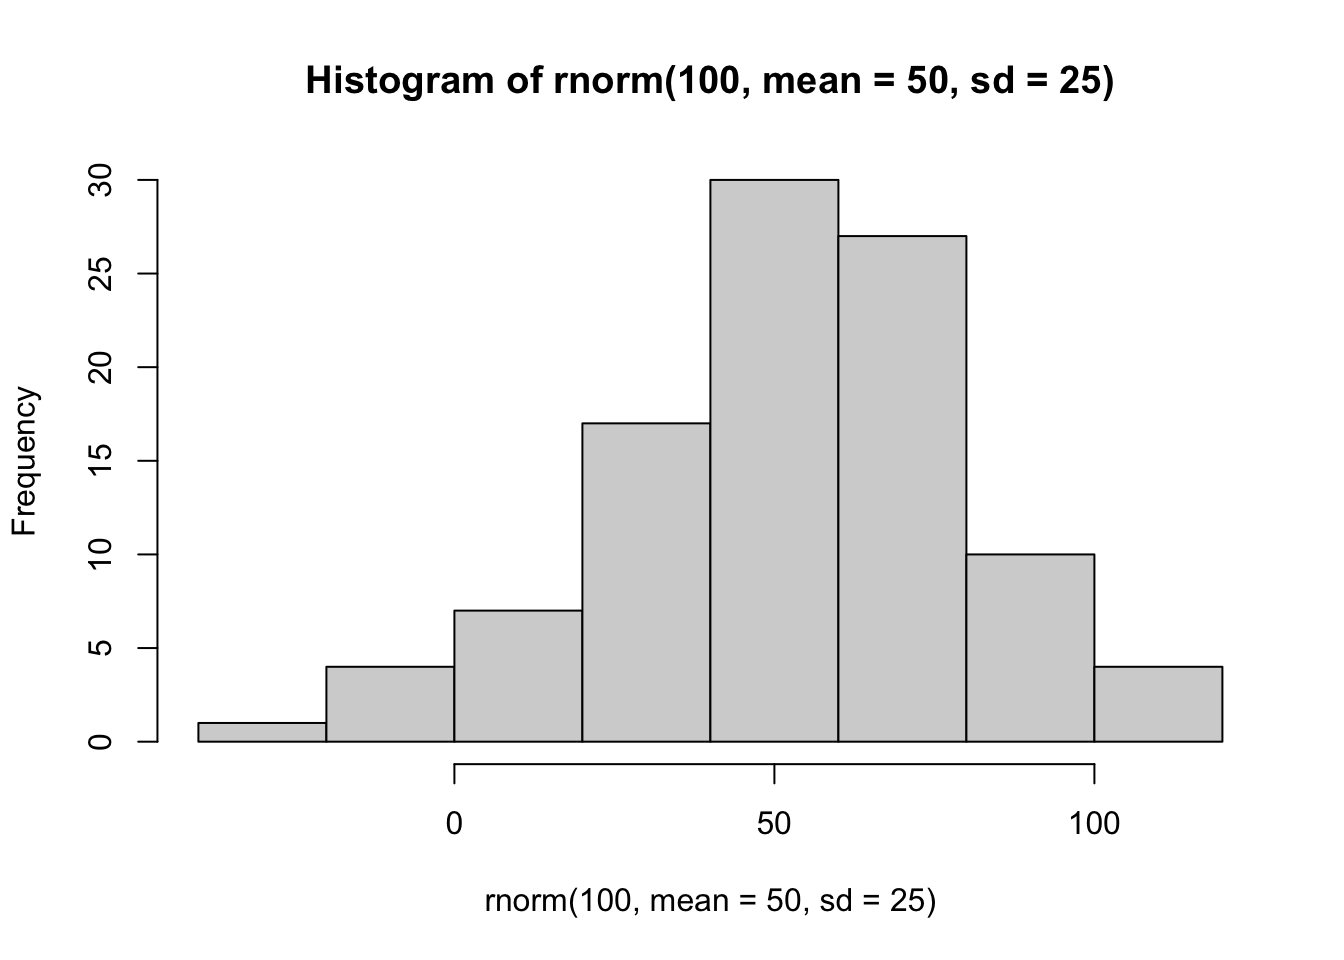 Histogram of rnorm(100, mean = 50, sd = 25)
Frequency
30
25
20
15
10
5
0
0 50 100
rnorm(100, mean = 50, sd = 25)